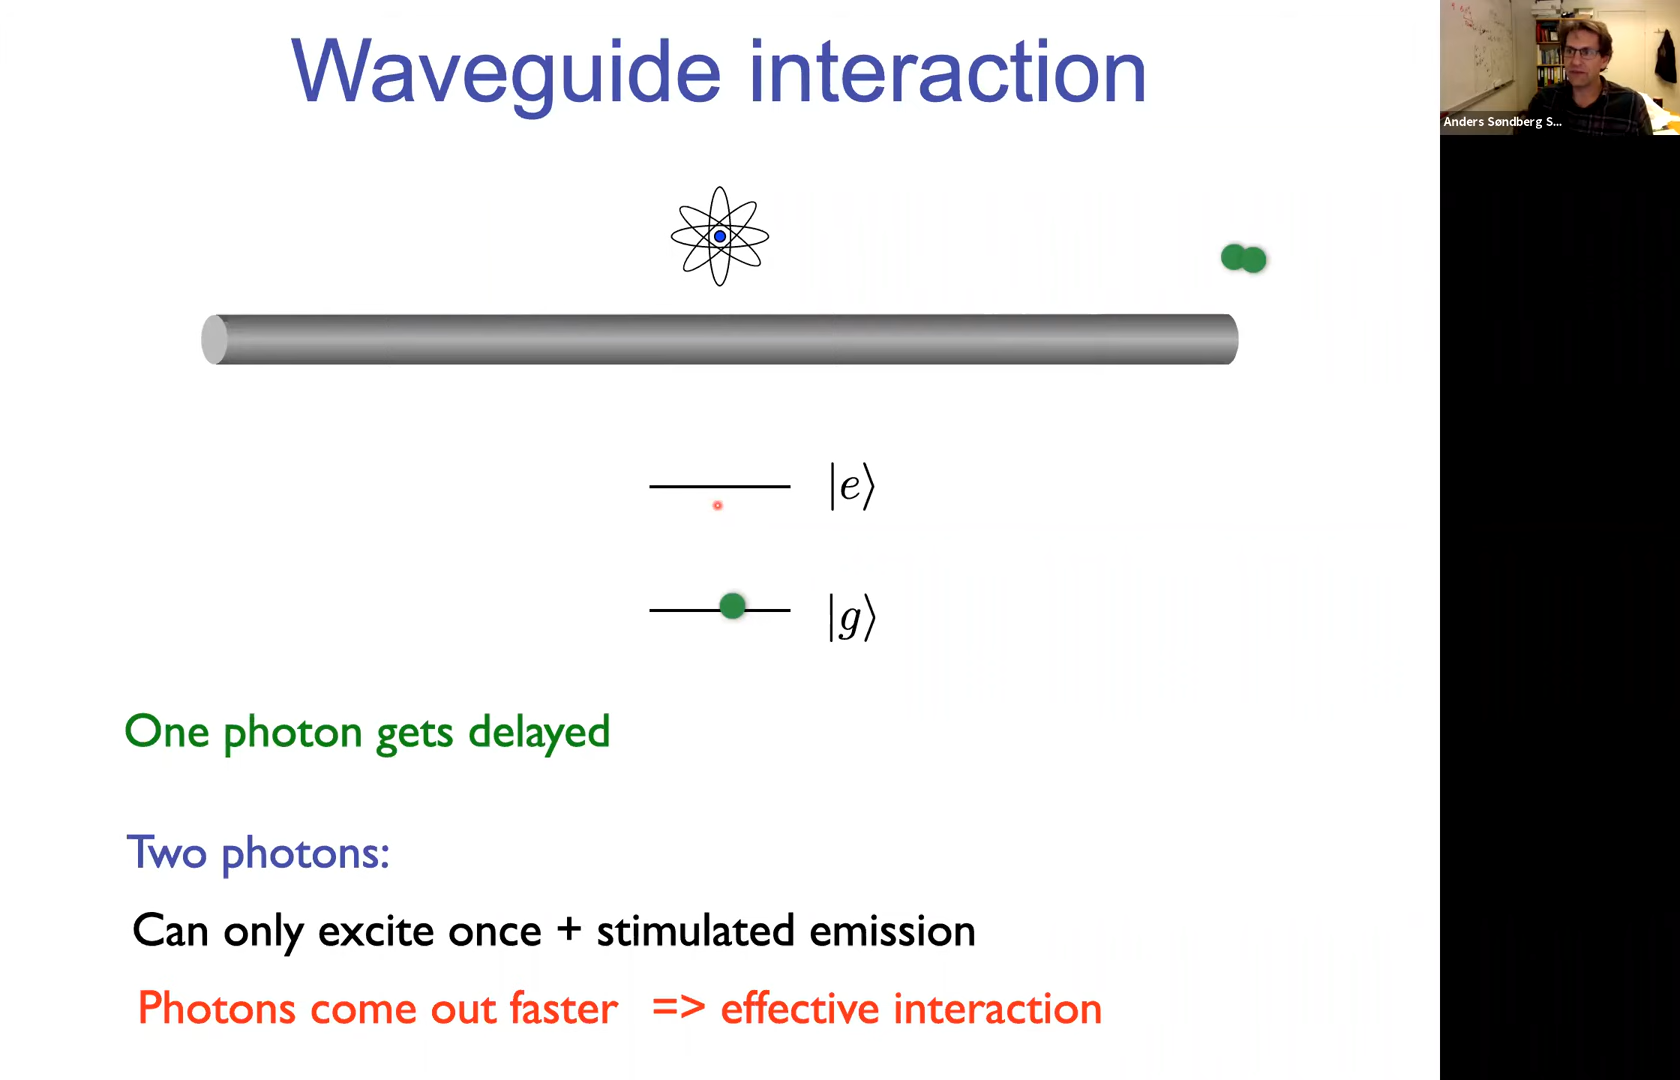 Waveguide interaction
Anders Søndberg S...
|e⟩
|g⟩
One photon gets delayed
Two photons:
Can only excite once + stimulated emission
Photons come out faster => effective interaction